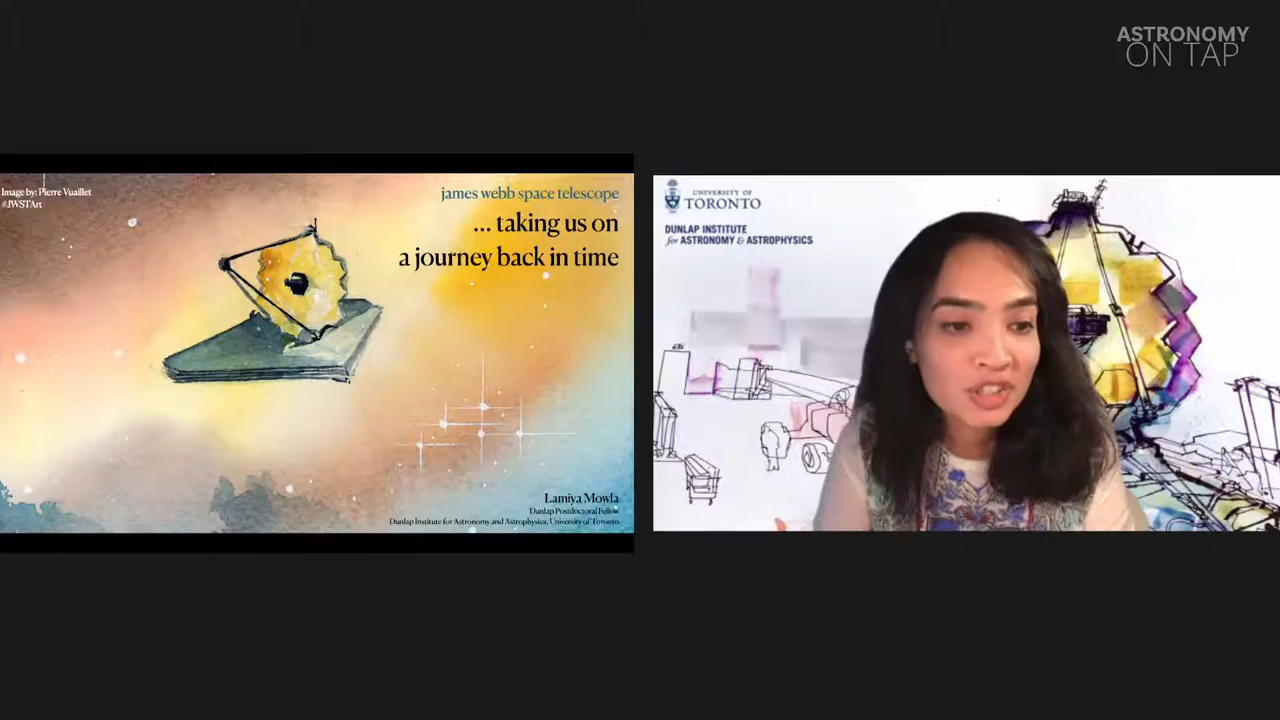 ASTRONOMY
ON TAP
Image by: Pierre Vuaillet
#JWSTArt
james webb space telescope
... taking us on
a journey back in time
Lamiya Mowla
Dunlap Postdoctoral Fellow
Dunlap Institute for Astronomy and Astrophysics, University of Toronto
UNIVERSITY OF
TORONTO
DUNLAP INSTITUTE
for ASTRONOMY & ASTROPHYSICS